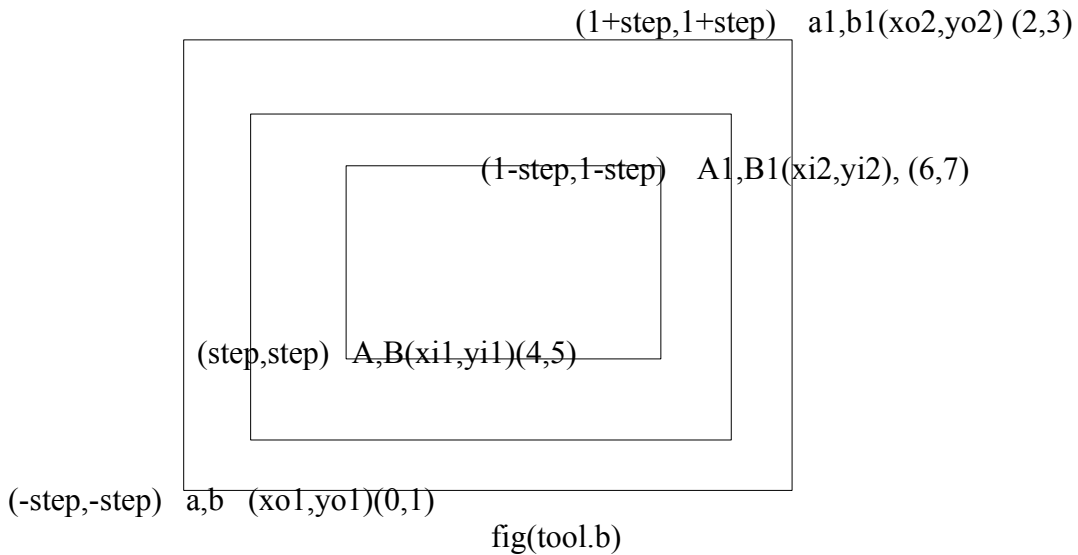 (1+step,1+step) a1,b1(xo2,yo2) (2,3)
(1-step,1-step) A1,B1(xi2,yi2), (6,7)
(step,step) A,B(xi1,yi1)(4,5)
(-step,-step) a,b (xo1,yo1)(0,1)
fig(tool.b)